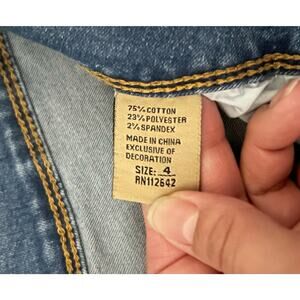 75% COTTON
23% POLYESTER
2% SPANDEX
MADE IN CHINA
EXCLUSIVE OF
DECORATION
SIZE: 4
RN112642